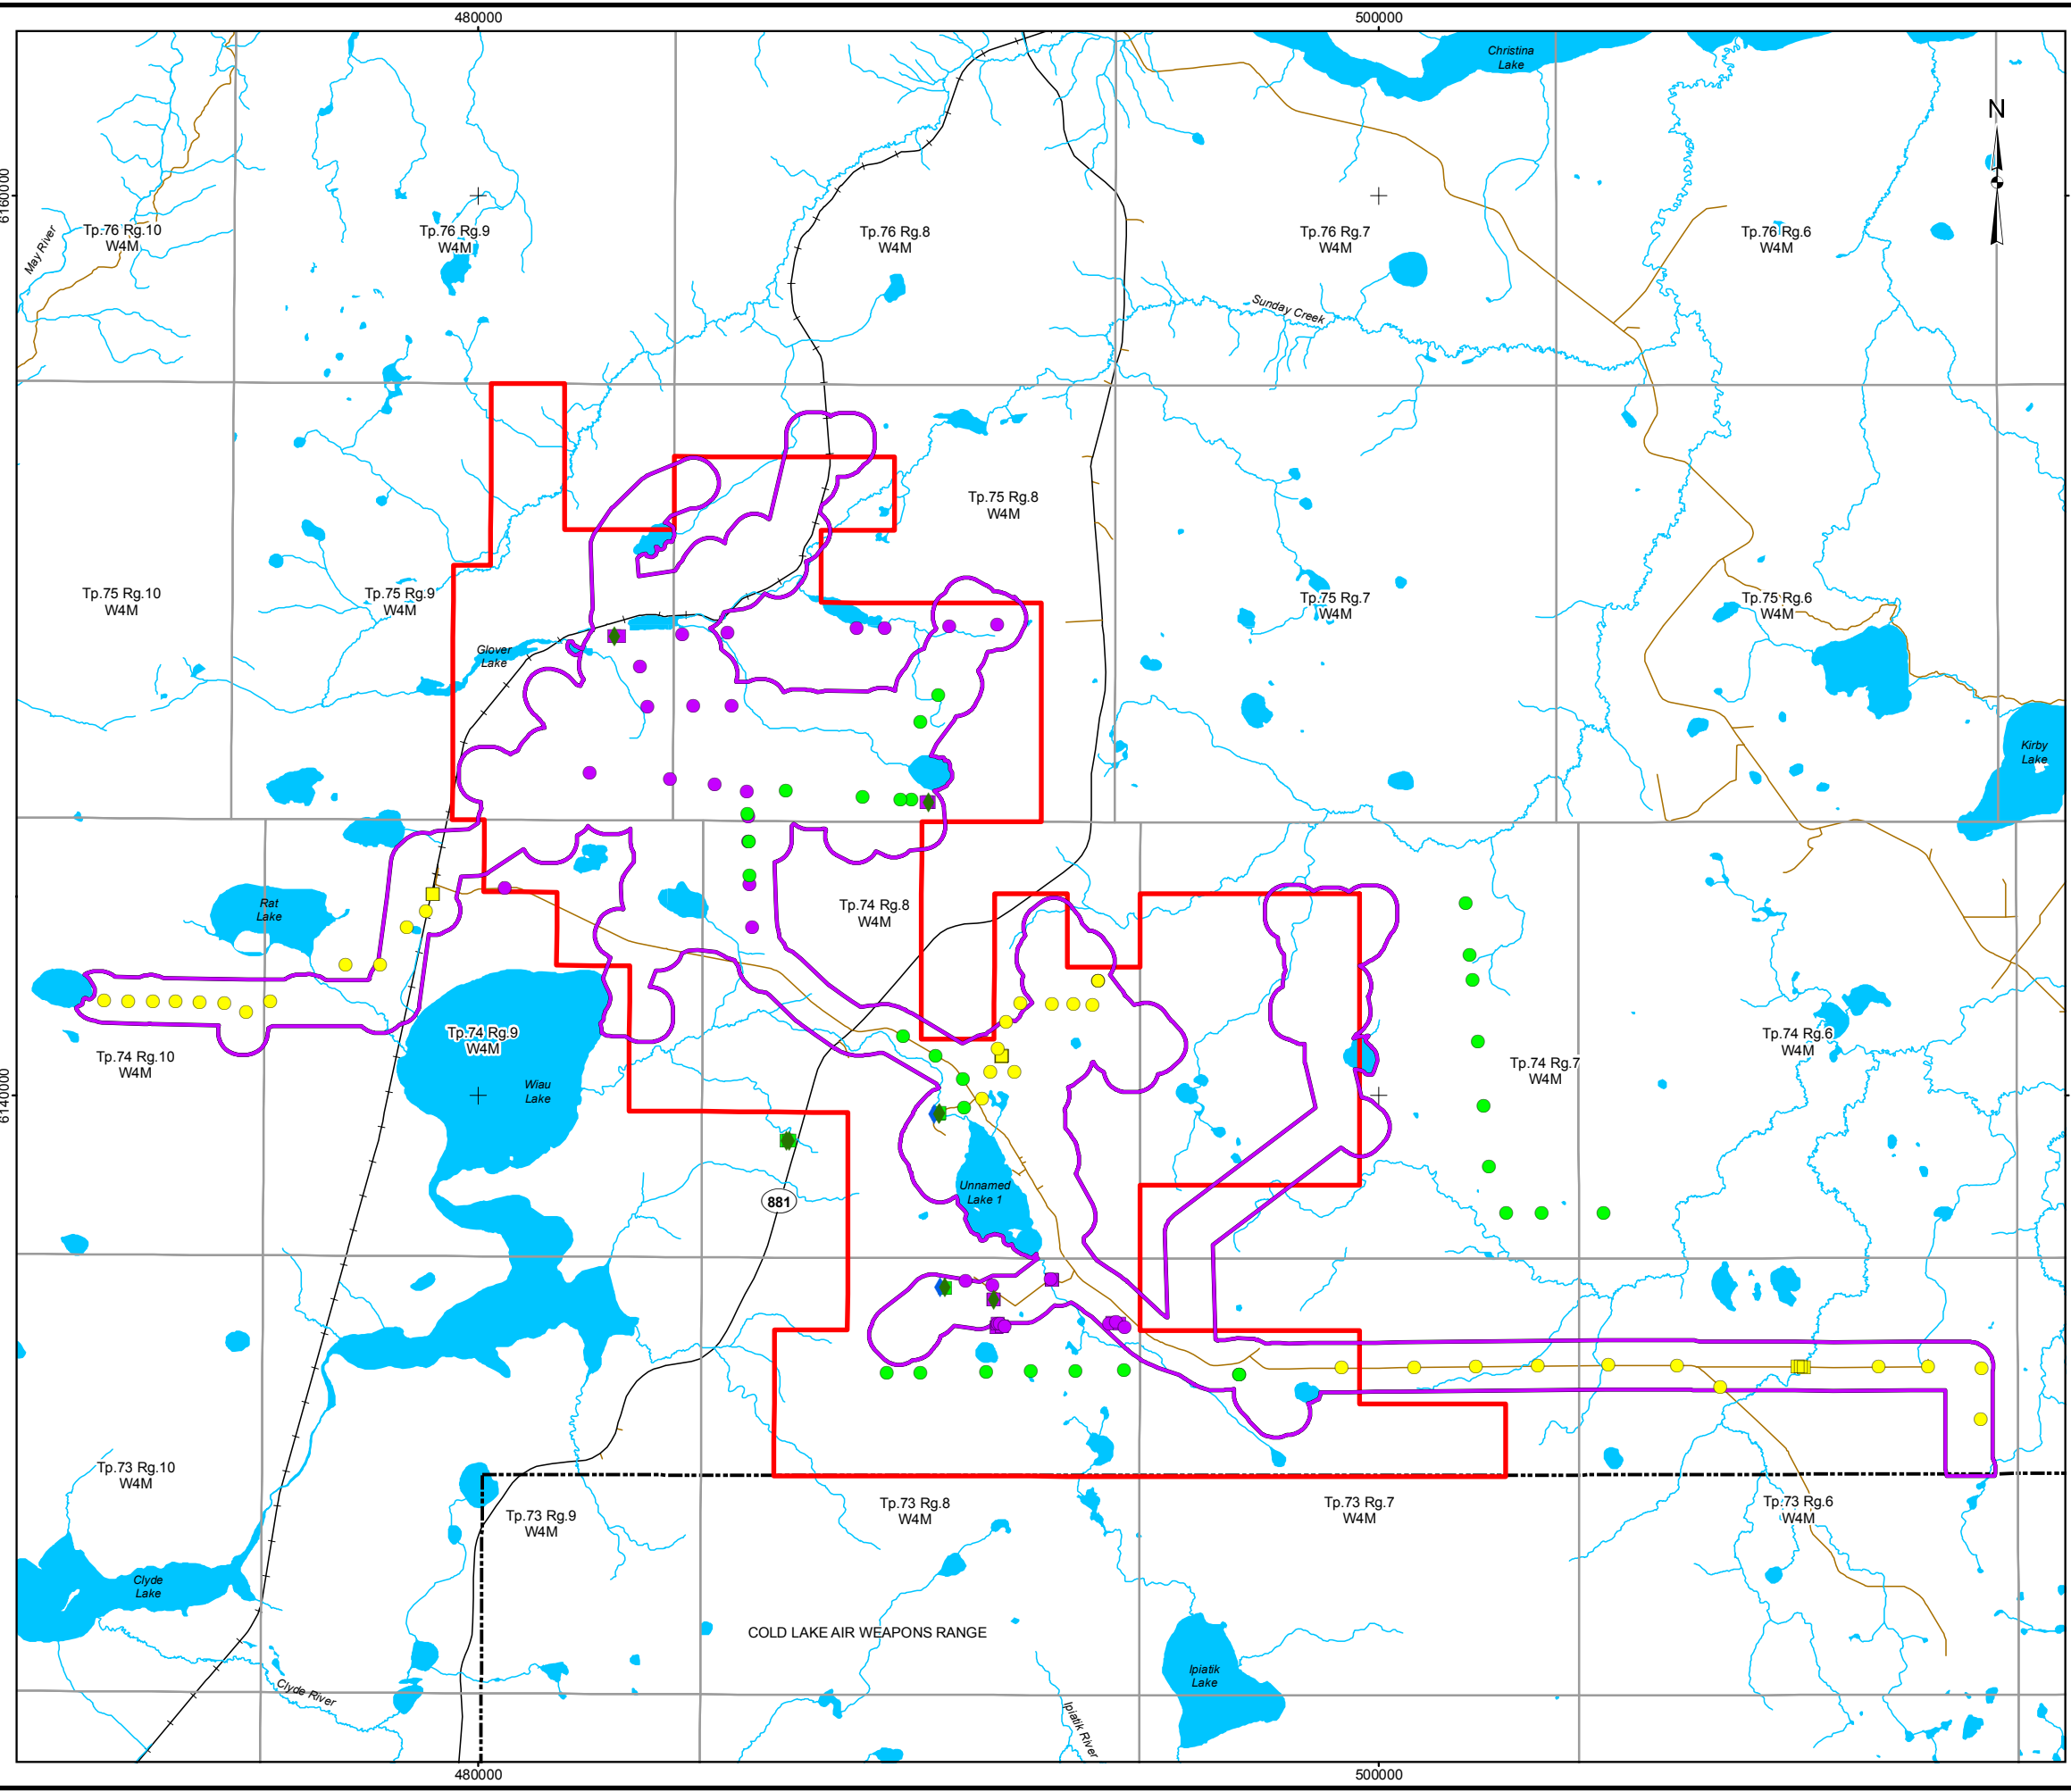 480000
500000
Christina
Lake
N
6160000
May River
Tp.76 Rg.10
W4M
Tp.76 Rg.9
W4M
Tp.76 Rg.8
W4M
Tp.76 Rg.7
W4M
Tp.76 Rg.6
W4M
Sunday Creek
Tp.75 Rg.8
W4M
Tp.75 Rg.10
W4M
Tp.75 Rg.9
W4M
Tp.75 Rg.7
W4M
Tp.75 Rg.6
W4M
Glover
Lake
Kirby
Lake
Rat
Lake
Tp.74 Rg.8
W4M
Tp.74 Rg.9
W4M
Tp.74 Rg.10
W4M
Tp.74 Rg.7
W4M
Tp.74 Rg.6
W4M
Wiau
Lake
6140000
881
Unnamed
Lake 1
Tp.73 Rg.10
W4M
Tp.73 Rg.9
W4M
Tp.73 Rg.8
W4M
Tp.73 Rg.7
W4M
Tp.73 Rg.6
W4M
Clyde
Lake
COLD LAKE AIR WEAPONS RANGE
Clyde River
Ipiatik
Lake
Ipiatik River
480000
500000